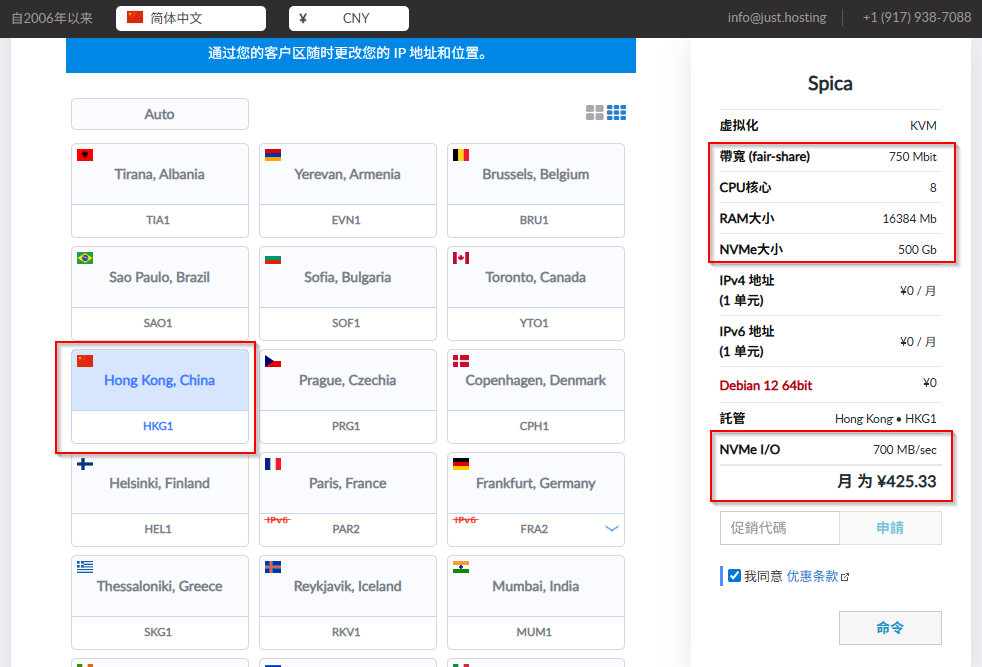 自2006年以来
简体中文
¥ CNY
info@just.hosting
+1 (917) 938-7088
通过您的客户区随时更改您的 IP 地址和位置。
Auto
Tirana, Albania
TIA1
Yerevan, Armenia
EVN1
Brussels, Belgium
BRU1
Sao Paulo, Brazil
SAO1
Sofia, Bulgaria
SOF1
Toronto, Canada
YTO1
Hong Kong, China
HKG1
Prague, Czechia
PRG1
Copenhagen, Denmark
CPH1
Helsinki, Finland
HEL1
Paris, France
IPv6
PAR2
Frankfurt, Germany
IPv6
FRA2
Thessaloniki, Greece
SKG1
Reykjavik, Iceland
RKV1
Mumbai, India
MUM1
Spica
虚拟化 KVM
帶寬 (fair-share) 750 Mbit
CPU核心 8
RAM大小 16384 Mb
NVMe大小 500 Gb
IPv4 地址
(1 单元) ¥0 / 月
IPv6 地址
(1 单元) ¥0 / 月
Debian 12 64bit ¥0
託管 Hong Kong • HKG1
NVMe I/O 700 MB/sec
月 为 ¥425.33
促銷代碼 申請
我同意 优惠条款
命令